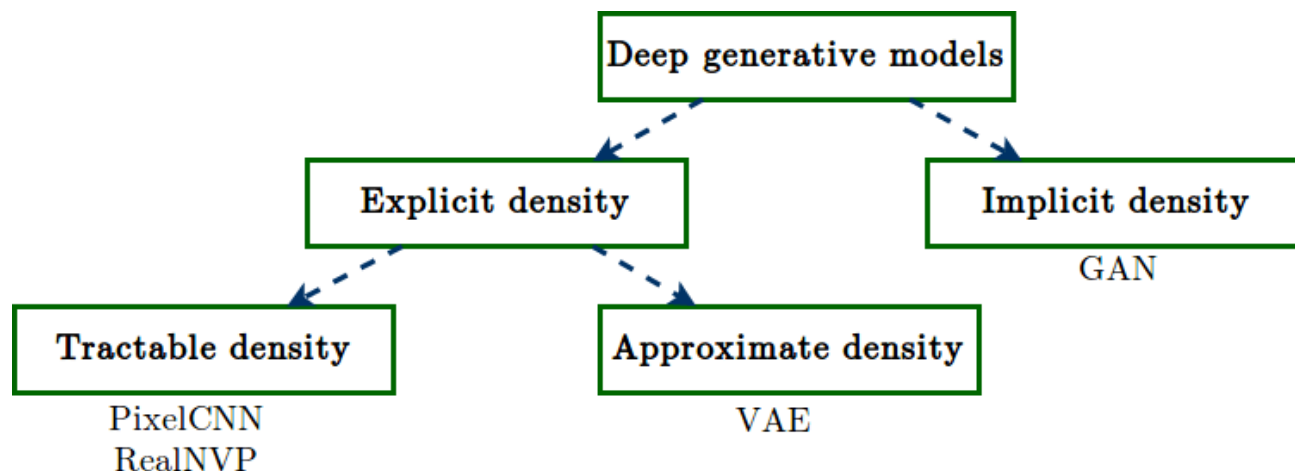 Deep generative models
Explicit density
Implicit density
GAN
Tractable density
Approximate density
PixelCNN
VAE
RealNVP